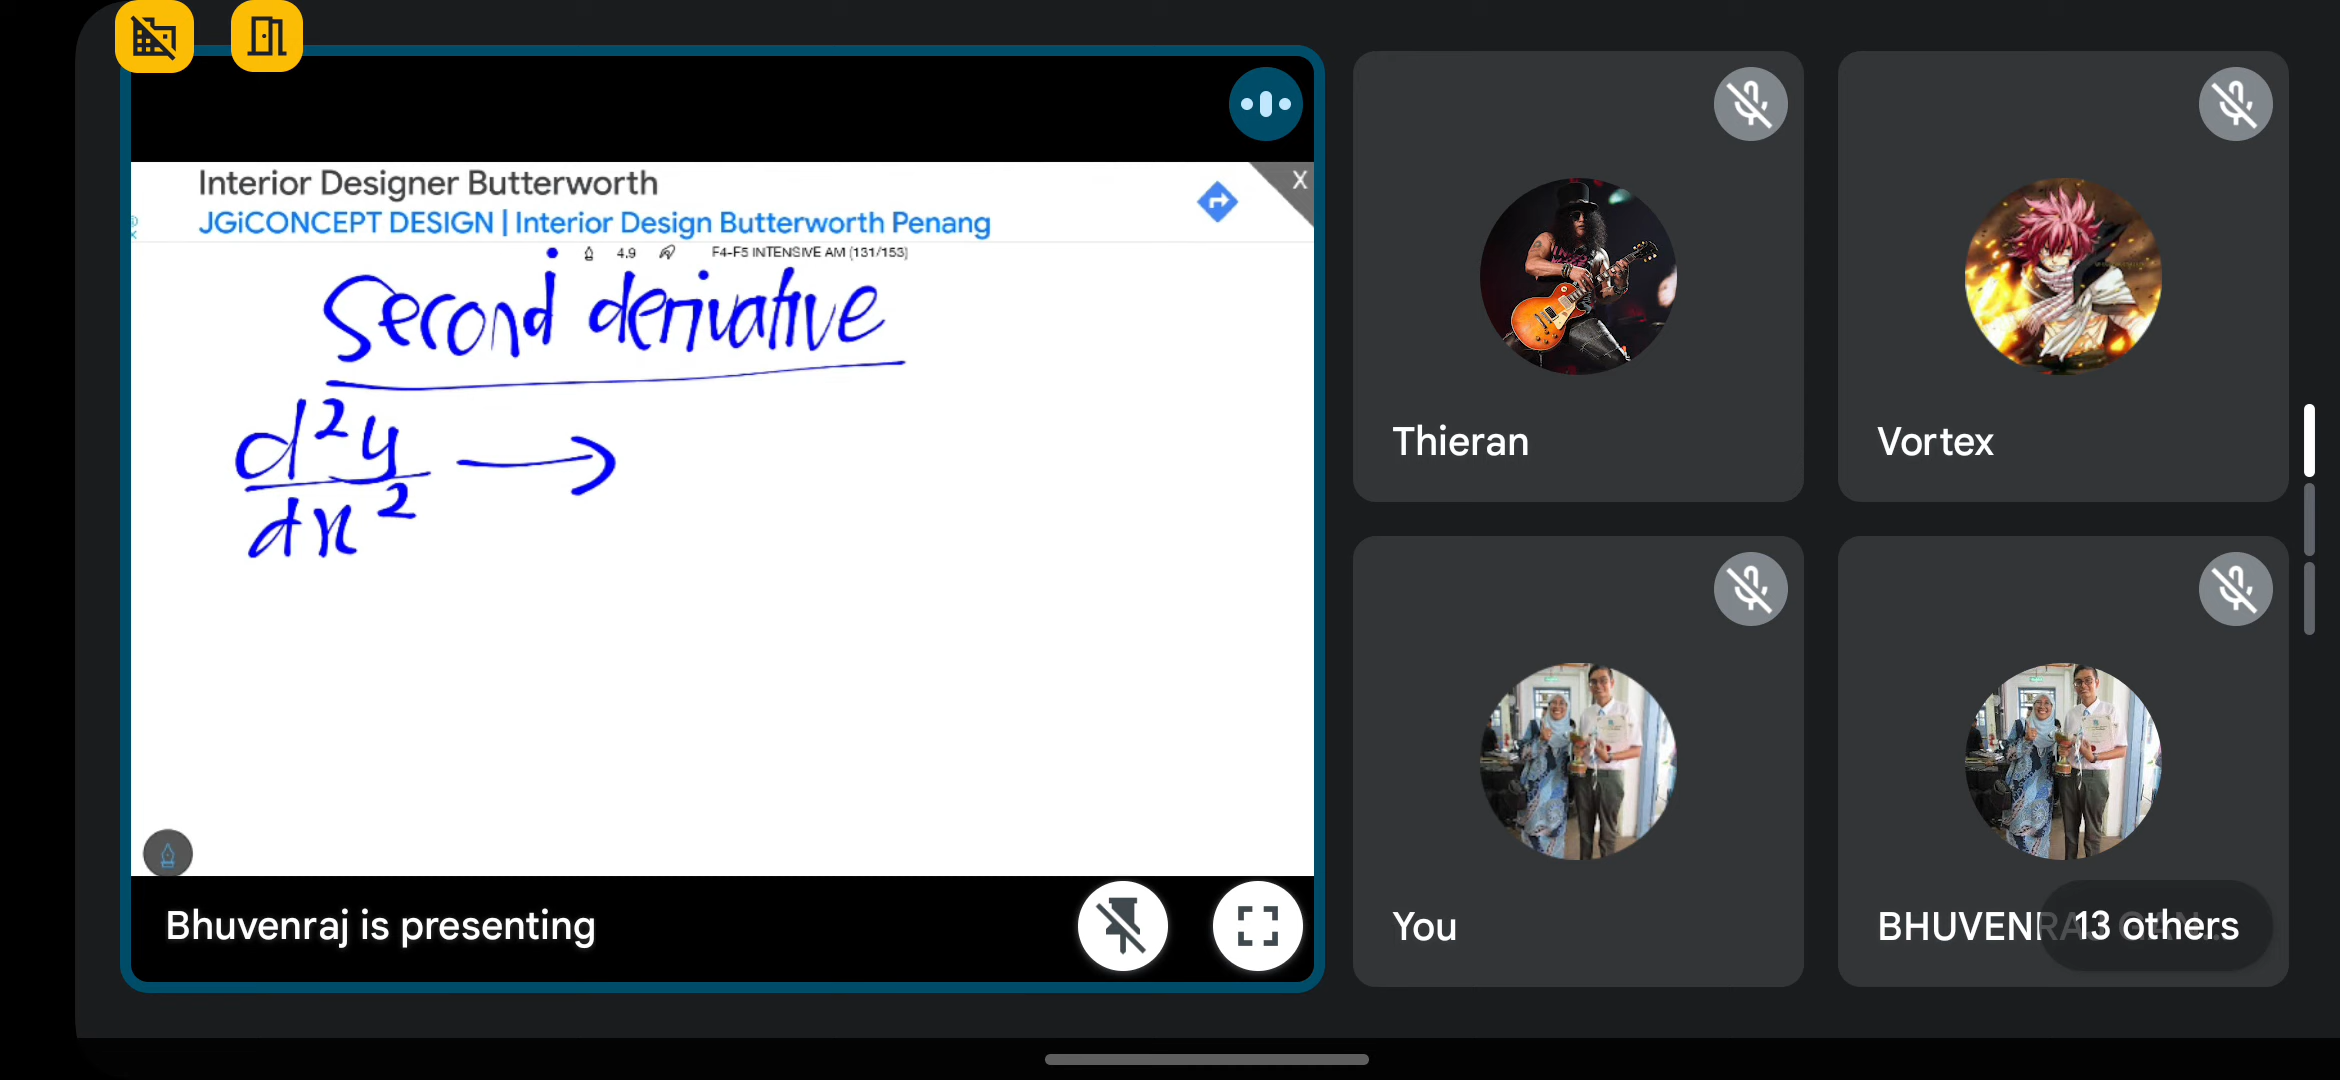 Interior Designer Butterworth
X
JGiCONCEPT DESIGN | Interior Design Butterworth Penang
4.9 F4-F5 INTENSIVE AM (131/153)
Second derivative
d²y
dx²
Bhuvenraj is presenting
Thieran
Vortex
You
BHUVENRAJ
13 others